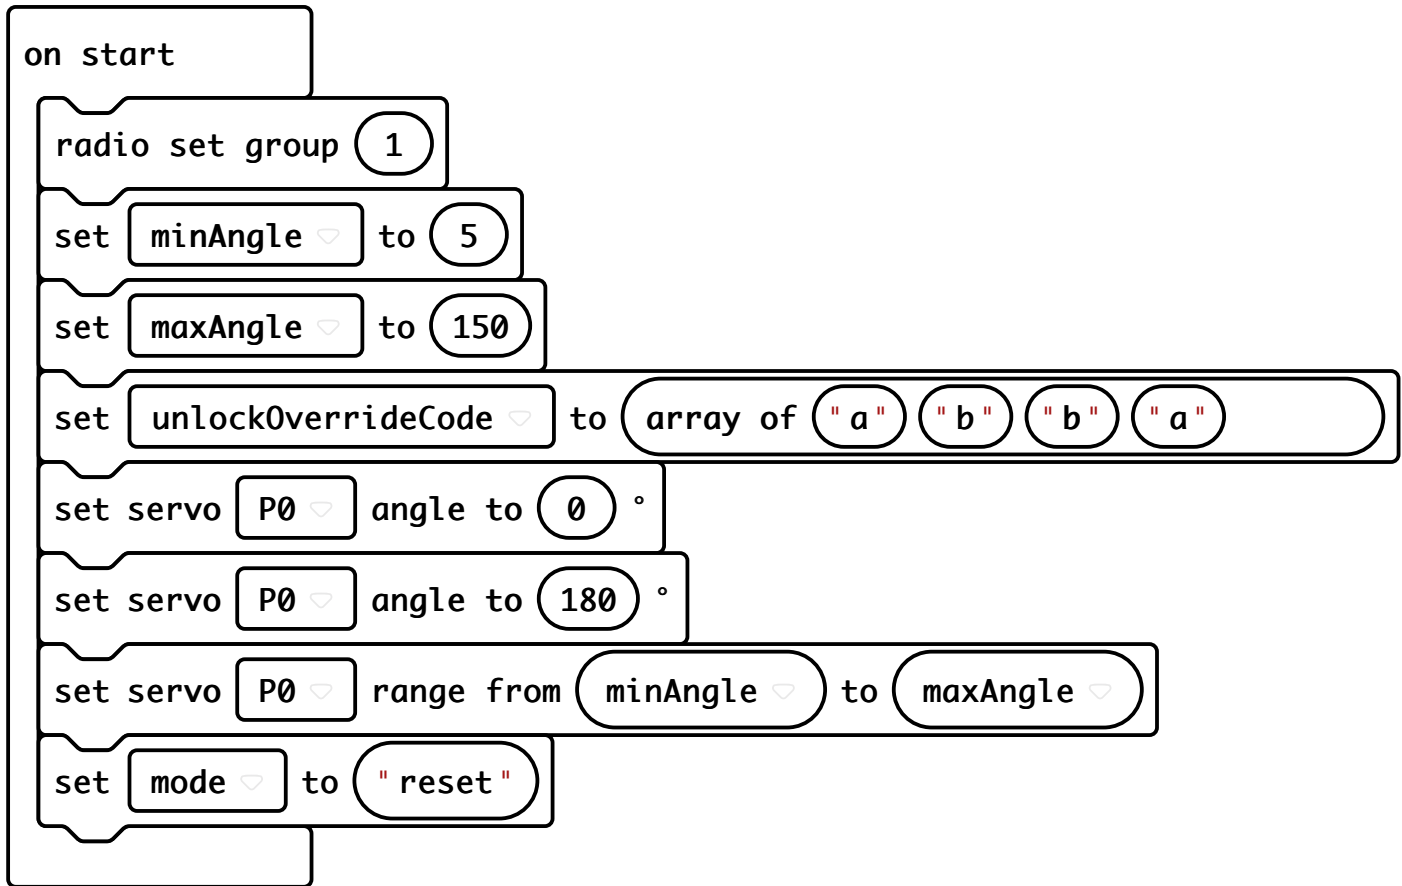 on start
radio set group 1
set minAngle to 5
set maxAngle to 150
set unlockOverrideCode to array of "a" "b" "b" "a"
set servo P0 angle to 0 °
set servo P0 angle to 180 °
set servo P0 range from minAngle to maxAngle
set mode to "reset"